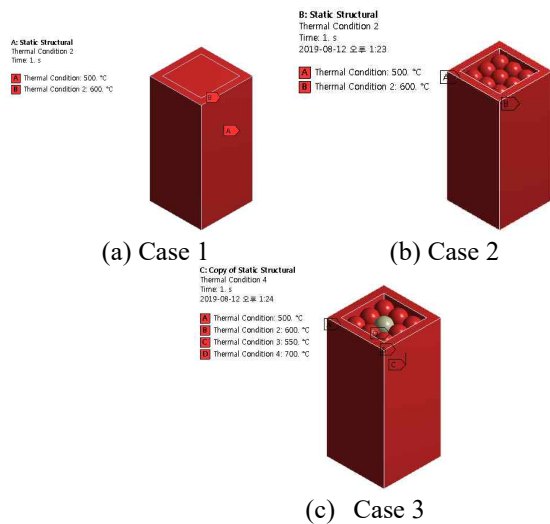 A: Static Structural
Thermal Condition 2
Time: 1. s
A Thermal Condition: 500. °C
B Thermal Condition 2: 600. °C
B
A
(a) Case 1
B: Static Structural
Thermal Condition 2
Time: 1. s
2019-08-12 오후 1:23
A Thermal Condition: 500. °C
B Thermal Condition 2: 600. °C
A
B
(b) Case 2
C: Copy of Static Structural
Thermal Condition 4
Time: 1. s
2019-08-12 오후 1:24
A Thermal Condition: 500. °C
B Thermal Condition 2: 600. °C
C Thermal Condition 3: 550. °C
D Thermal Condition 4: 700. °C
C
(c) Case 3